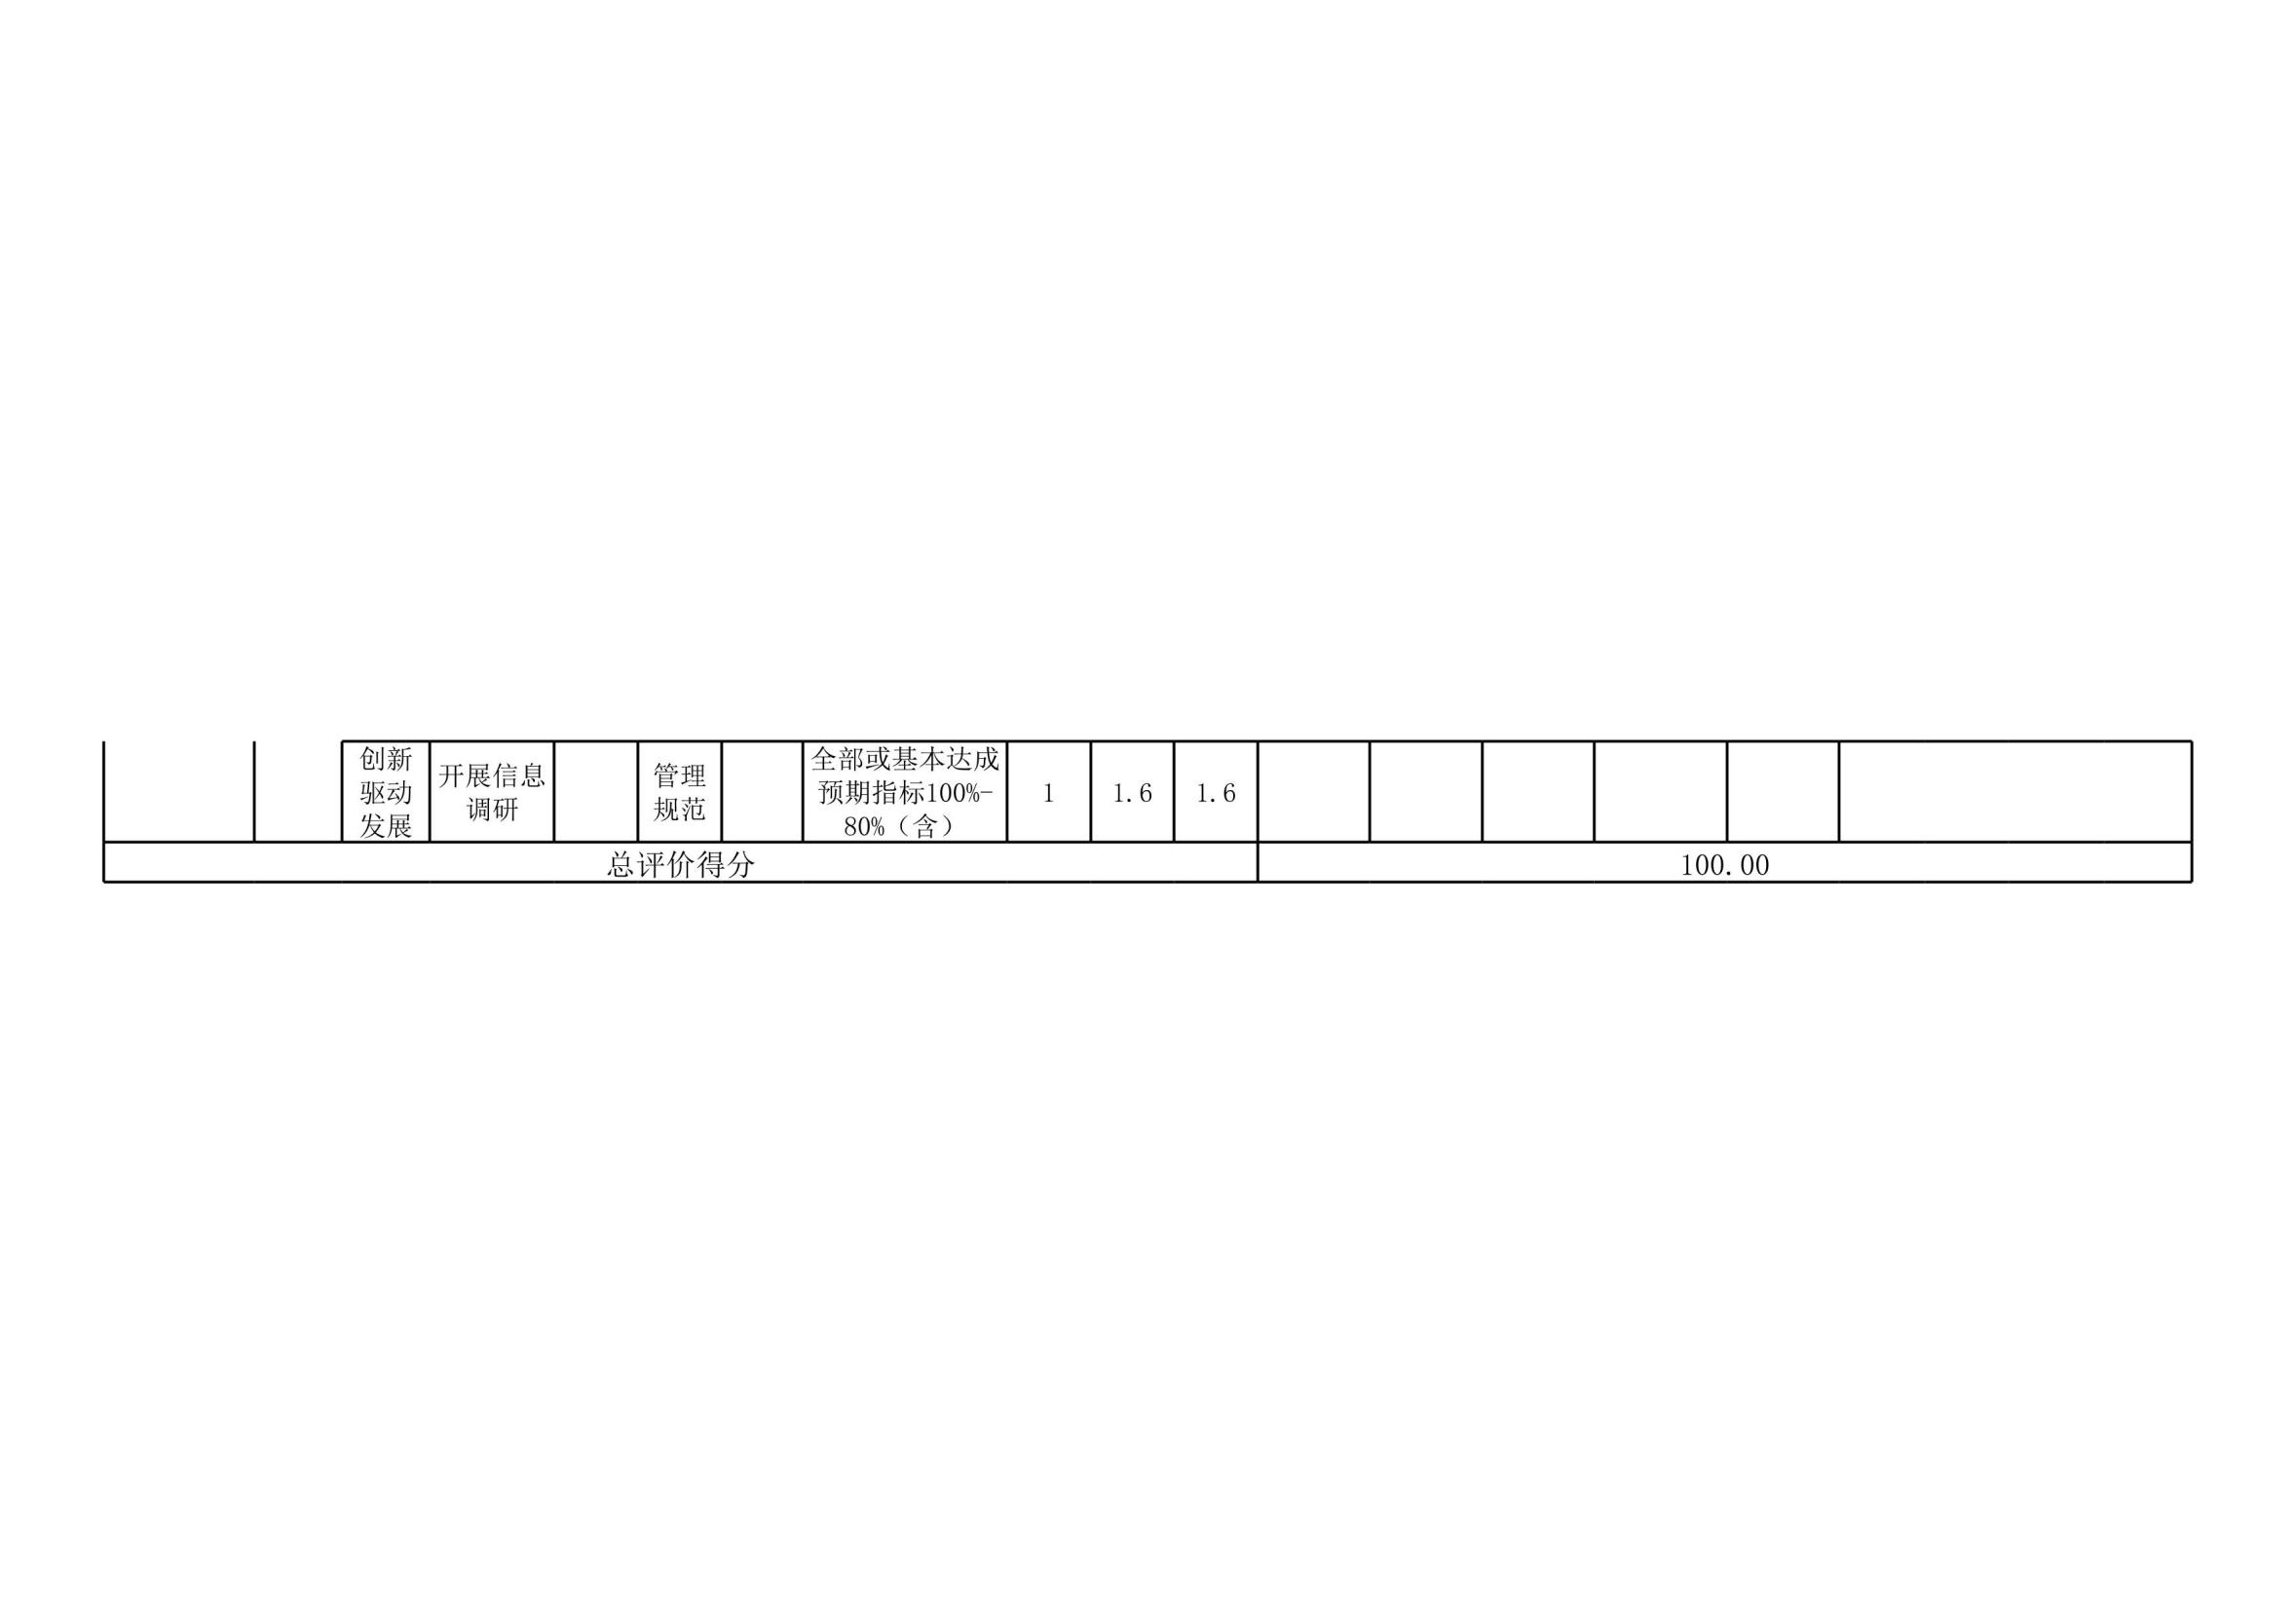 创新
驱动
发展
开展信息
调研
管理
规范
全部或基本达成
预期指标100%-
80%（含）
1
1.6
1.6
总评价得分
100.00